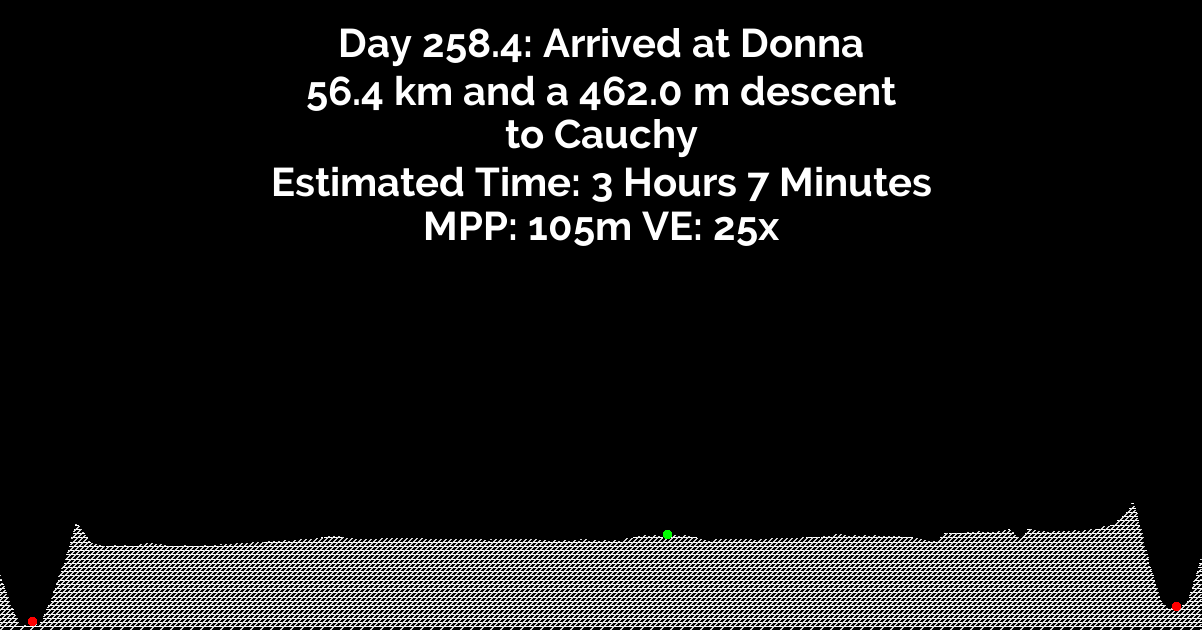 Day 258.4: Arrived at Donna
56.4 km and a 462.0 m descent
to Cauchy
Estimated Time: 3 Hours 7 Minutes
MPP: 105m VE: 25x